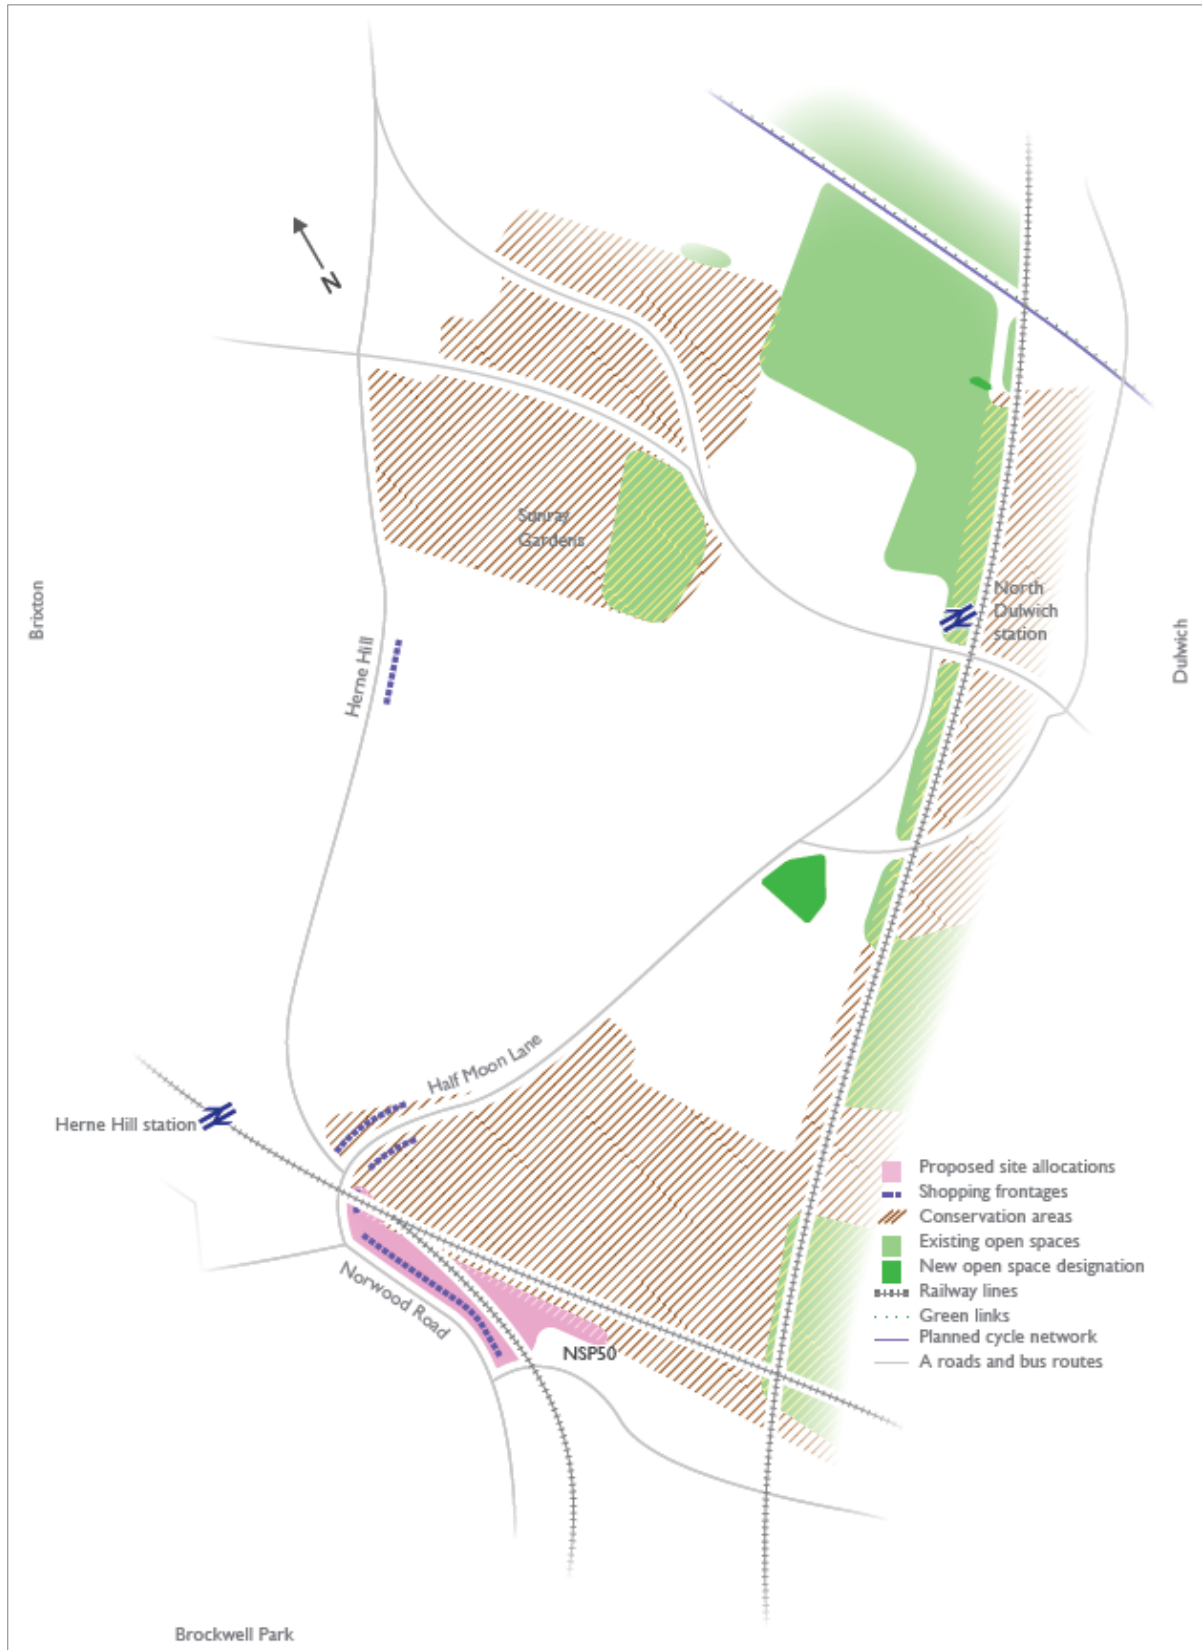 N
Sunray
Gardens
Brixton
North
Dulwich
station
Dulwich
Herne Hill
Half Moon Lane
Herne Hill station
Norwood Road
NSP50
Proposed site allocations
Shopping frontages
Conservation areas
Existing open spaces
New open space designation
Railway lines
Green links
Planned cycle network
A roads and bus routes
Brockwell Park